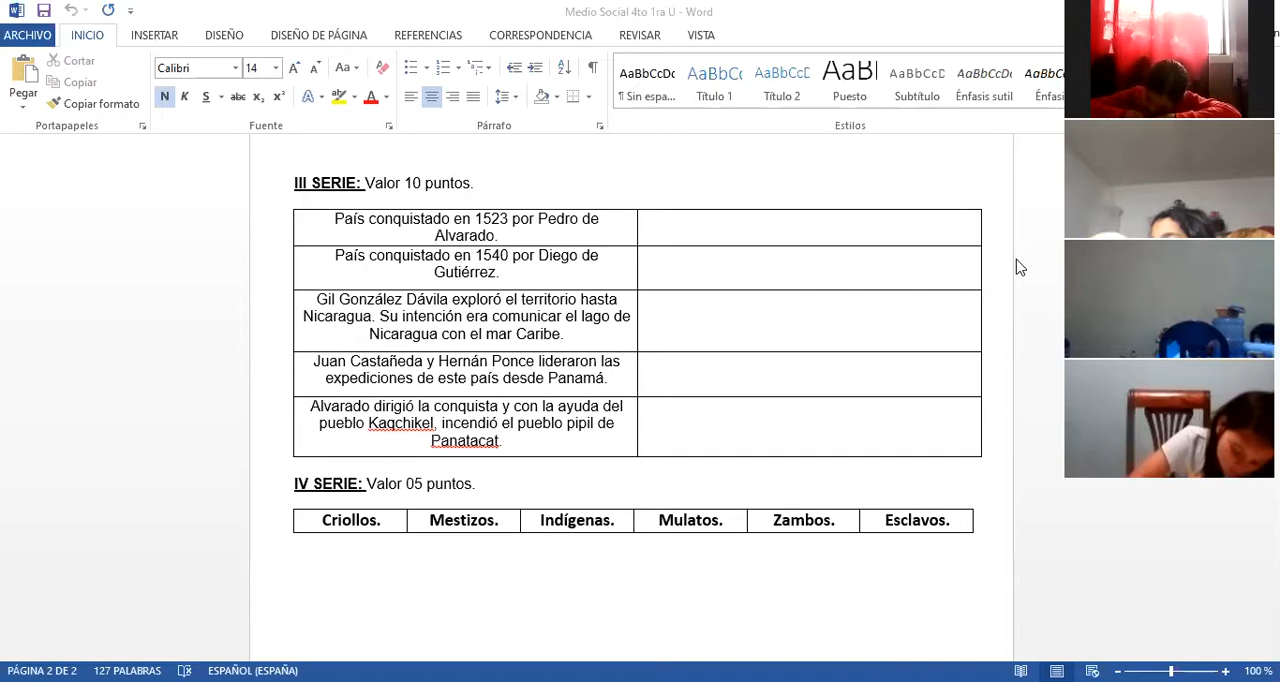 Medio Social 4to 1ra U - Word
ARCHIVO INICIO INSERTAR DISEÑO DISEÑO DE PÁGINA REFERENCIAS CORRESPONDENCIA REVISAR VISTA
Cortar
Copiar
Copiar formato
Pegar
Portapapeles
Calibri 14 A A Aa
N K S abc x₂ x² A A
Fuente
Párrafo
AaBbCcDc AaBbC AaBbCcD AaB AaBbCcD AaBbCcDc AaBbCc
¶ Sin espa... Título 1 Título 2 Puesto Subtítulo Énfasis sutil Énfasis
Estilos
III SERIE: Valor 10 puntos.
País conquistado en 1523 por Pedro de
Alvarado.
País conquistado en 1540 por Diego de
Gutiérrez.
Gil González Dávila exploró el territorio hasta
Nicaragua. Su intención era comunicar el lago de
Nicaragua con el mar Caribe.
Juan Castañeda y Hernán Ponce lideraron las
expediciones de este país desde Panamá.
Alvarado dirigió la conquista y con la ayuda del
pueblo Kaqchikel, incendió el pueblo pipil de
Panatacat.
IV SERIE: Valor 05 puntos.
Criollos. Mestizos. Indígenas. Mulatos. Zambos. Esclavos.
PÁGINA 2 DE 2 127 PALABRAS ESPAÑOL (ESPAÑA) 100 %